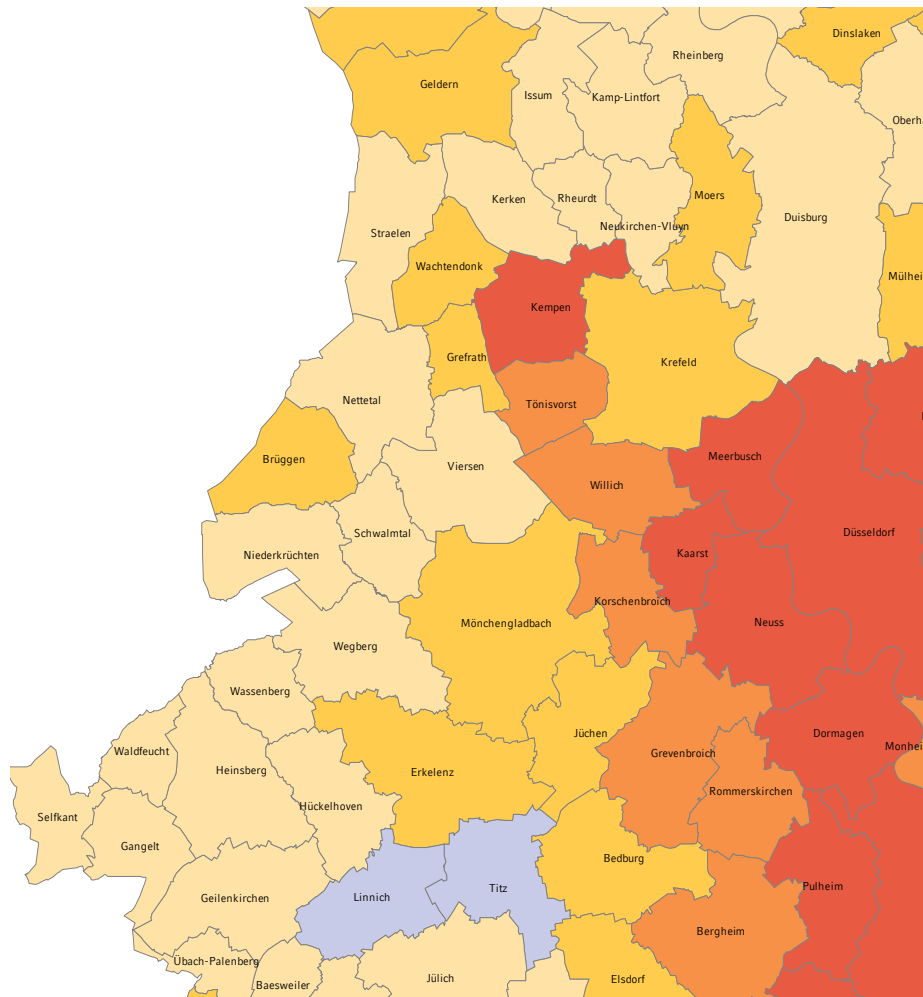 Dinslaken
Rheinberg
Geldern
Issum
Kamp-Lintfort
Oberha
Moers
Kerken
Rheurdt
Duisburg
Neukirchen-Vluyn
Straelen
Wachtendonk
Mülhei
Kempen
Grefrath
Krefeld
Nettetal
Tönisvorst
Brüggen
Viersen
Meerbusch
Willich
Schwalmtal
Düsseldorf
Niederkrüchten
Kaarst
Korschenbroich
Mönchengladbach
Neuss
Wegberg
Wassenberg
Jüchen
Dormagen
Waldfeucht
Grevenbroich
Monhei
Heinsberg
Erkelenz
Rommerskirchen
Hückelhoven
Selfkant
Gangelt
Bedburg
Titz
Pulheim
Linnich
Geilenkirchen
Bergheim
Übach-Palenberg
Jülich
Elsdorf
Baesweiler